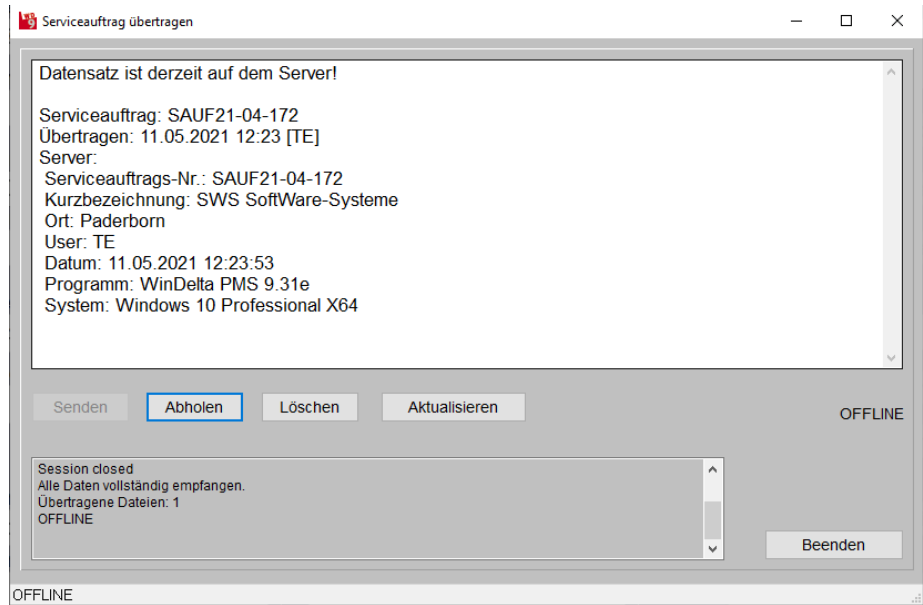 Serviceauftrag übertragen
Datensatz ist derzeit auf dem Server!
Serviceauftrag: SAUF21-04-172
Übertragen: 11.05.2021 12:23 [TE]
Server:
Serviceauftrags-Nr.: SAUF21-04-172
Kurzbezeichnung: SWS SoftWare-Systeme
Ort: Paderborn
User: TE
Datum: 11.05.2021 12:23:53
Programm: WinDelta PMS 9.31e
System: Windows 10 Professional X64
Senden Abholen Löschen Aktualisieren OFFLINE
Session closed
Alle Daten vollständig empfangen.
Übertragene Dateien: 1
OFFLINE
Beenden
OFFLINE